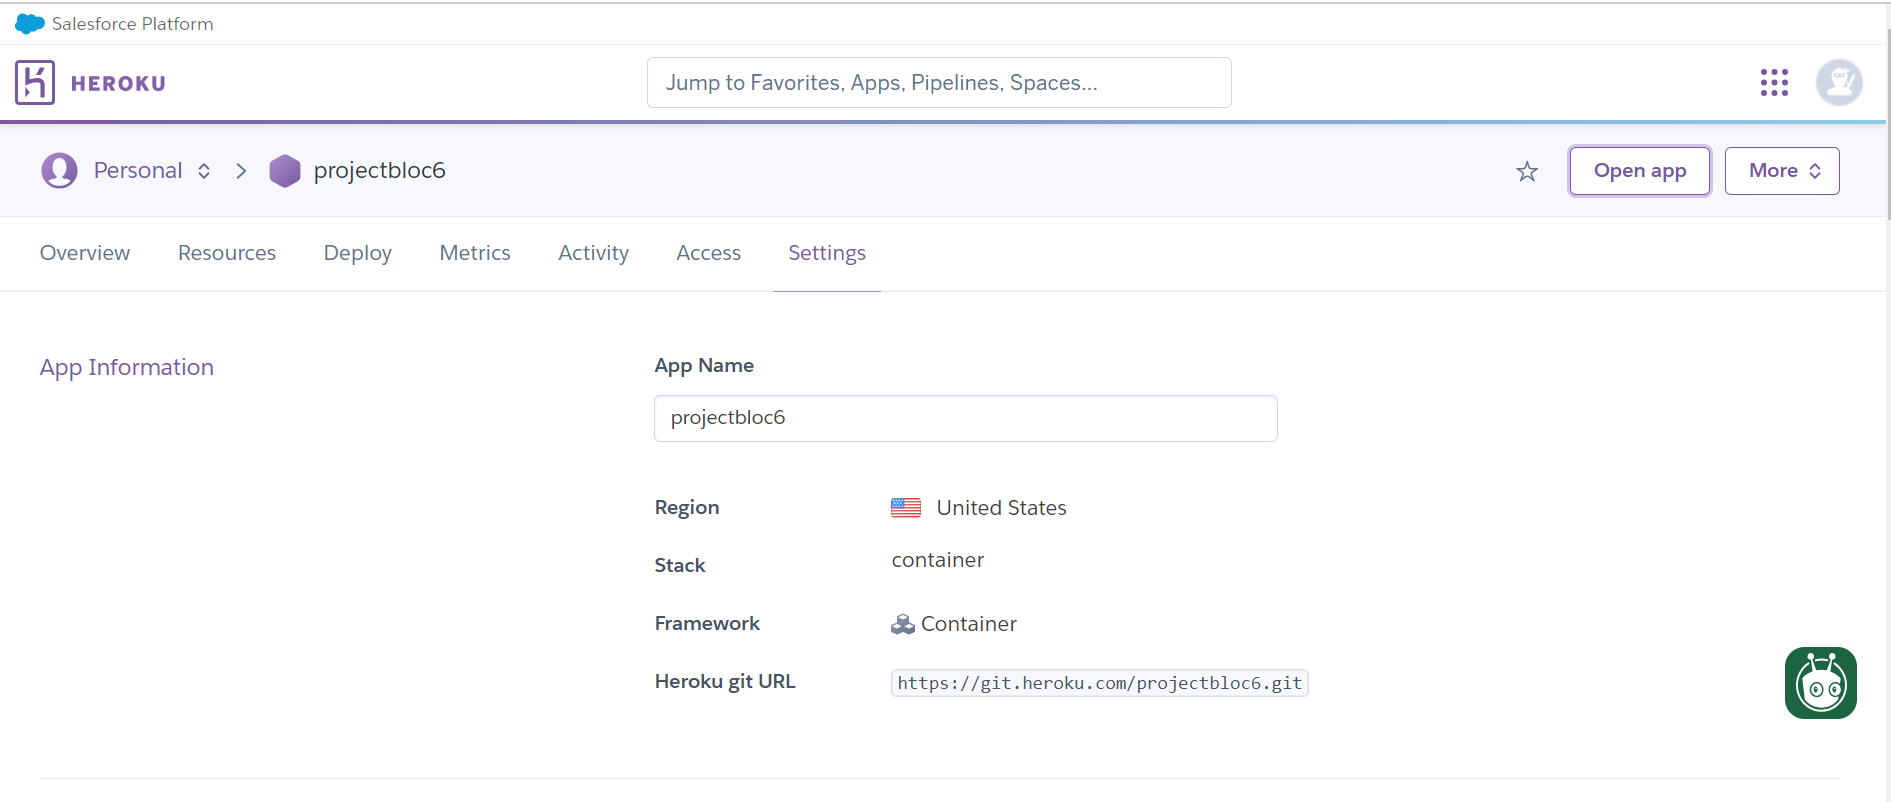 Salesforce Platform
HEROKU
Jump to Favorites, Apps, Pipelines, Spaces...
Personal
projectbloc6
Open app
More
Overview
Resources
Deploy
Metrics
Activity
Access
Settings
App Information
App Name
projectbloc6
Region
United States
Stack
container
Framework
Container
Heroku git URL
https://git.heroku.com/projectbloc6.git